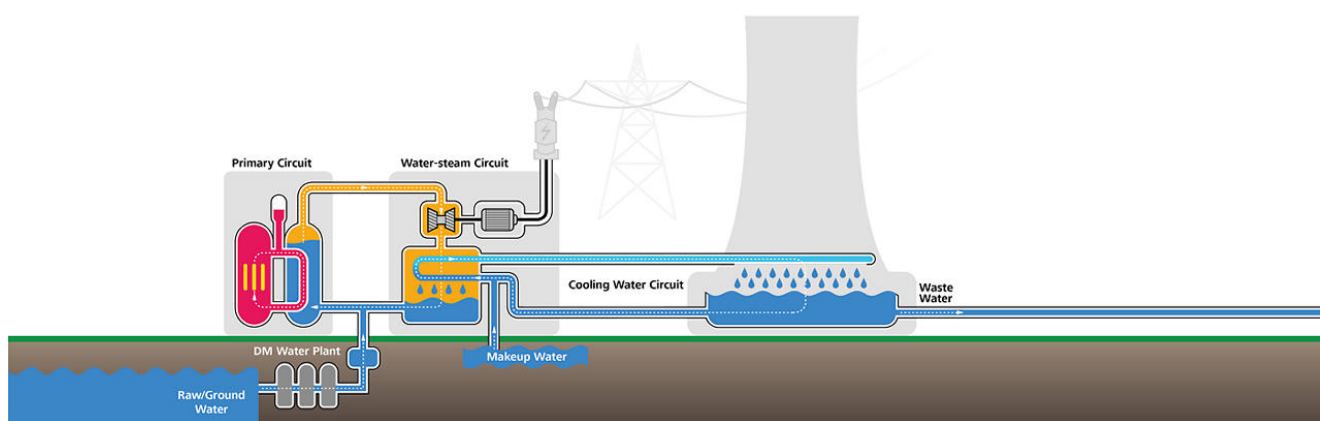 Primary Circuit
Water-steam Circuit
Cooling Water Circuit
Waste
Water
DM Water Plant
Makeup Water
Raw/Ground
Water